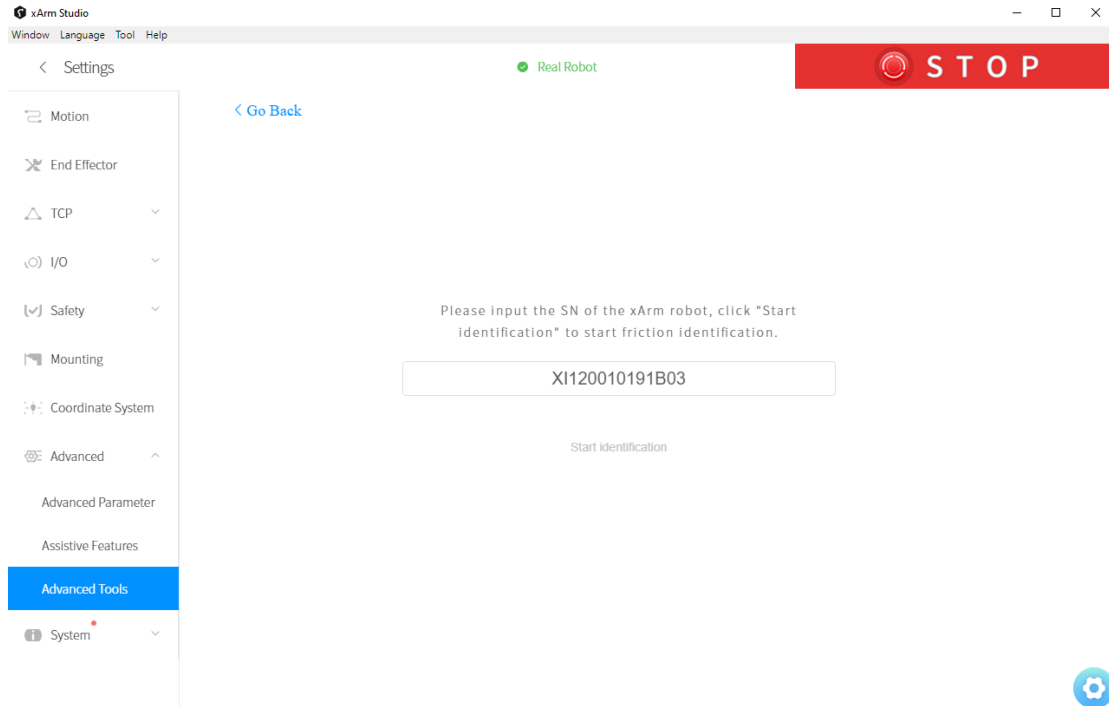 xArm Studio
Window Language Tool Help
Settings
Real Robot
STOP
Motion
End Effector
TCP
I/O
Safety
Mounting
Coordinate System
Advanced
Advanced Parameter
Assistive Features
Advanced Tools
System
Go Back
Please input the SN of the xArm robot, click "Start
identification" to start friction identification.
XI120010191B03
Start identification